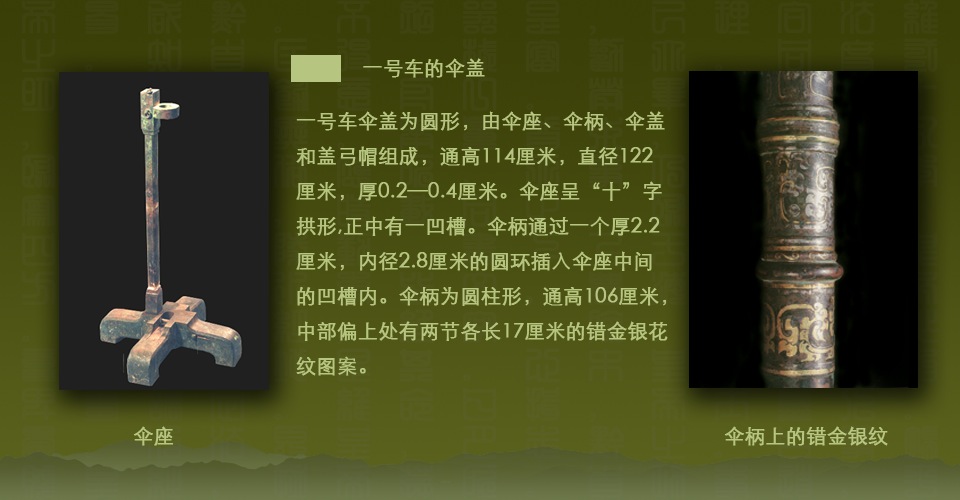 一号车的伞盖
一号车伞盖为圆形，由伞座、伞柄、伞盖
和盖弓帽组成，通高114厘米，直径122
厘米，厚0.2—0.4厘米。伞座呈“十”字
拱形,正中有一凹槽。伞柄通过一个厚2.2
厘米，内径2.8厘米的圆环插入伞座中间
的凹槽内。伞柄为圆柱形，通高106厘米，
中部偏上处有两节各长17厘米的错金银花
纹图案。
伞座
伞柄上的错金银纹